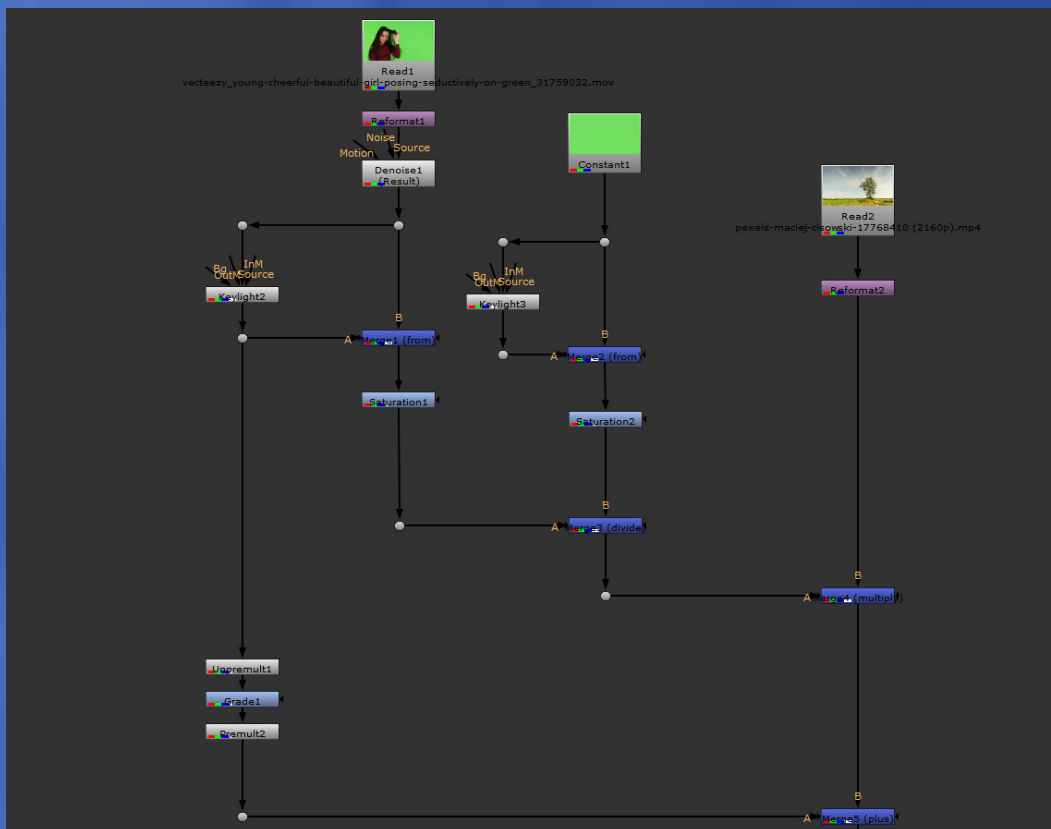 Read1
vecteezy_young-cheerful-beautiful-girl-posing-seductively-on-green_31759032.mov
Reformat1
Noise
Source
Motion
Denoise1
(Result)
Constant1
Read2
pexels-maciej-cisowski-17768410 (2160p).mp4
Bg
OutM
InM
Source
Keylight2
Bg
OutM
InM
Source
Keylight3
Reformat2
B
A
Merge1 (from)
B
A
Merge2 (from)
Saturation1
Saturation2
B
A
Merge3 (divide)
B
A
Merge4 (multiply)
Unpremult1
Grade1
Premult2
B
A
Merge5 (plus)